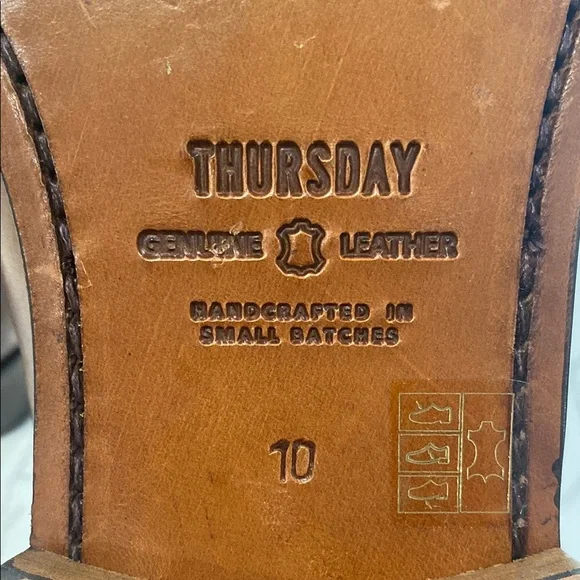 THURSDAY
GENUINE LEATHER
HANDCRAFTED IN
SMALL BATCHES
10